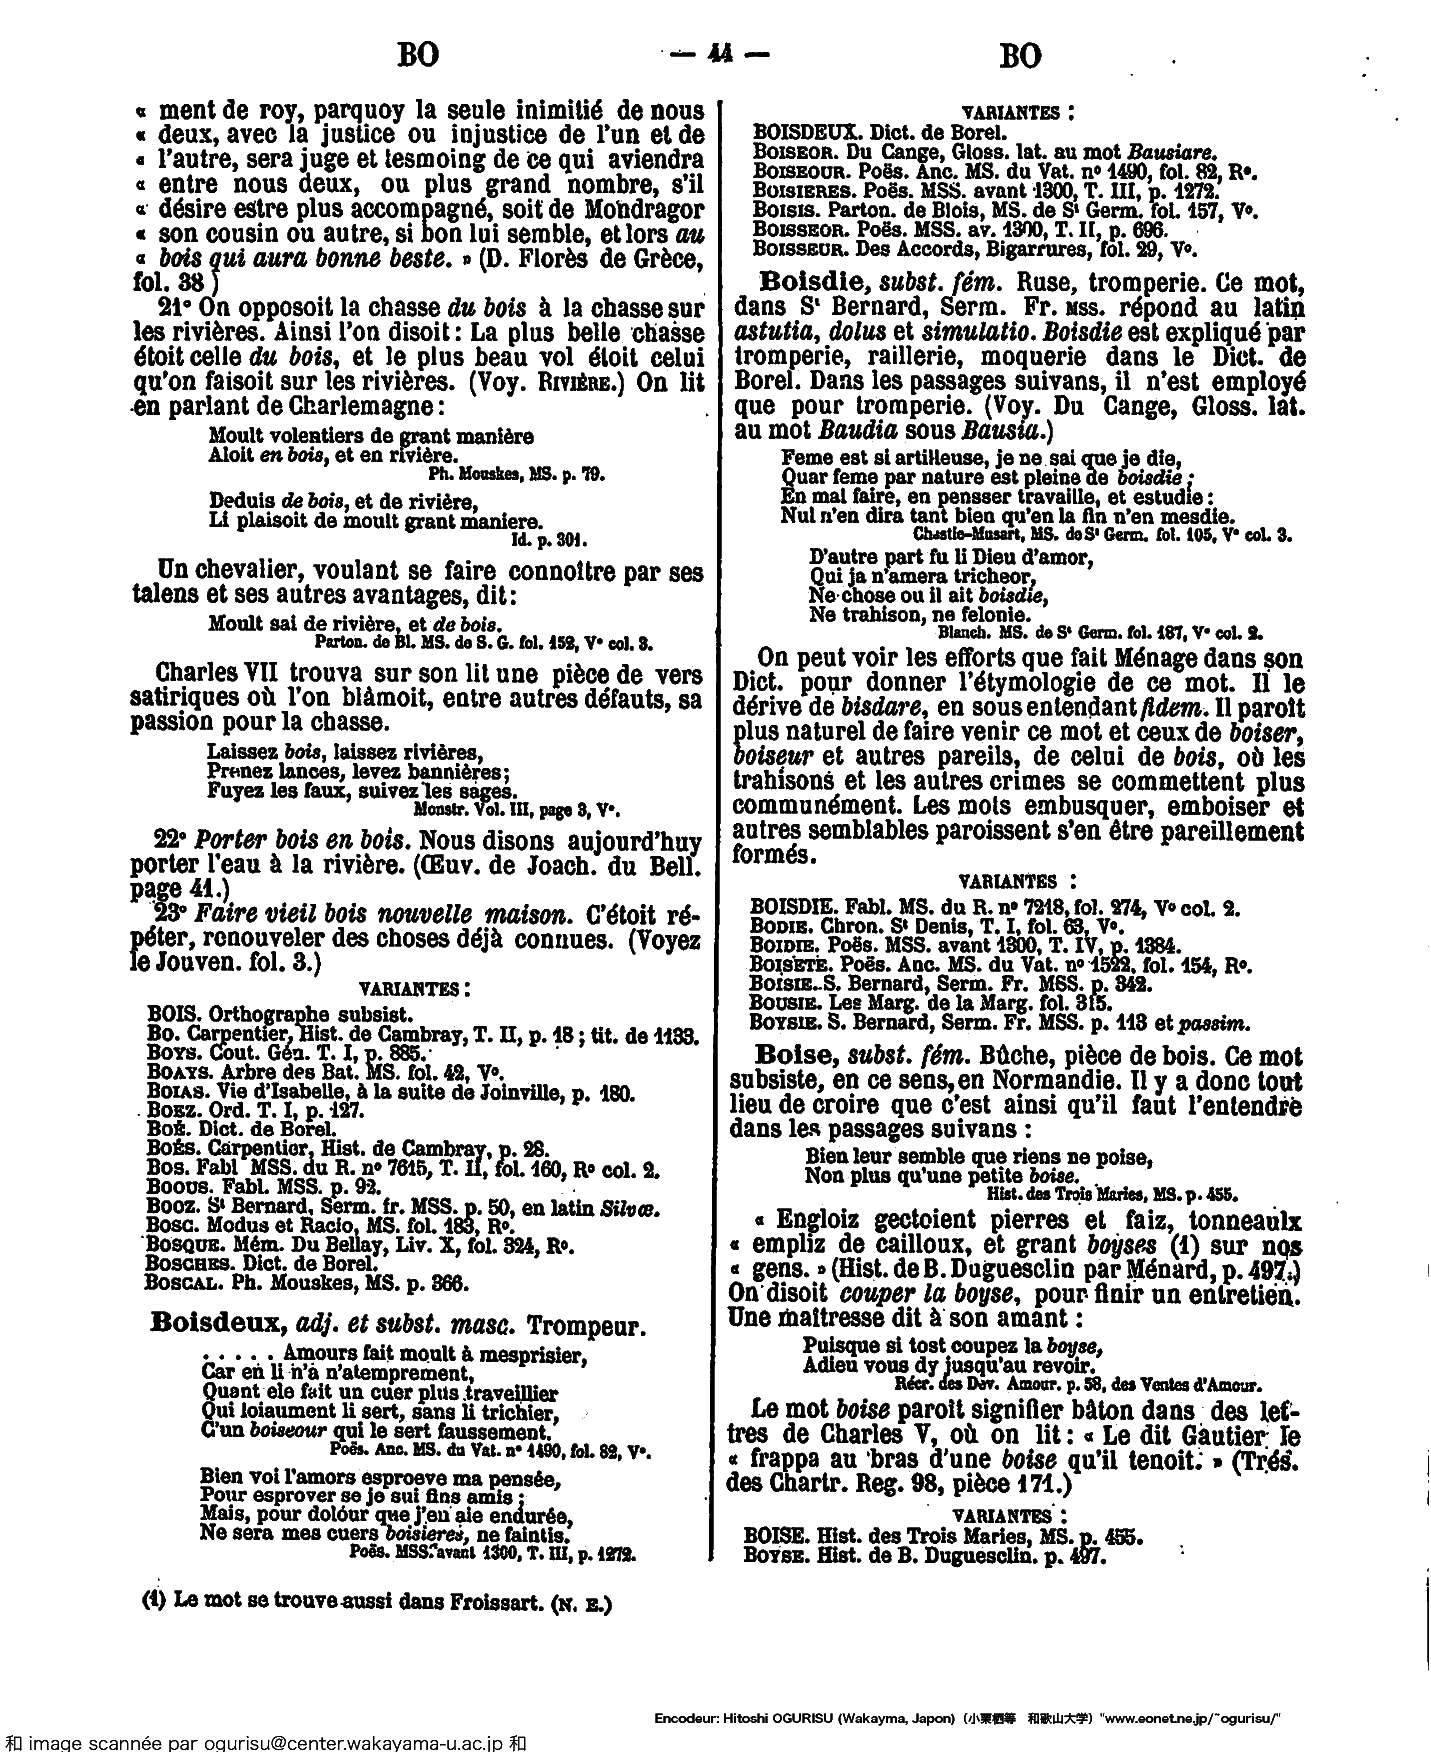 BO — 44 — BO
« ment de roy, parquoy la seule inimitié de nous
« deux, avec la justice ou injustice de l'un et de
« l'autre, sera juge et tesmoing de ce qui aviendra
« entre nous deux, ou plus grand nombre, s'il
« désire estre plus accompagné, soit de Mondragor
« son cousin ou autre, si bon lui semble, et lors au
« bois qui aura bonne beste. » (D. Florès de Grèce,
fol. 38)
21° On opposoit la chasse du bois à la chasse sur
les rivières. Ainsi l'on disoit : La plus belle chasse
étoit celle du bois, et le plus beau vol étoit celui
qu'on faisoit sur les rivières. (Voy. RIVIÈRE.) On lit
en parlant de Charlemagne :
Moult volentiers de grant manière
Aloit en bois, et en rivière.
Ph. Mouskes, MS. p. 79.
Deduis de bois, et de rivière,
Li plaisoit de moult grant maniere.
Id. p. 301.
Un chevalier, voulant se faire connoître par ses
talens et ses autres avantages, dit :
Moult sai de rivière, et de bois.
Parton. de Bl. MS. de S. G. fol. 152, V° col. 3.
Charles VII trouva sur son lit une pièce de vers
satiriques où l'on blâmoit, entre autres défauts, sa
passion pour la chasse.
Laissez bois, laissez rivières,
Prenez lances, levez bannières ;
Fuyez les faux, suivez les sages.
Monstr. Vol. III, page 3, V°.
22° Porter bois en bois. Nous disons aujourd'huy
porter l'eau à la rivière. (Œuv. de Joach. du Bell.
page 41.)
23° Faire vieil bois nouvelle maison. C'étoit ré-
péter, renouveler des choses déjà connues. (Voyez
le Jouven. fol. 3.)
VARIANTES :
BOIS. Orthographe subsist.
BO. Carpentier, Hist. de Cambray, T. II, p. 18 ; tit. de 1133.
BOYS. Cout. Gén. T. I, p. 885.
BOAYS. Arbre des Bat. MS. fol. 42, V°.
BOIAS. Vie d'Isabelle, à la suite de Joinville, p. 180.
BOEZ. Ord. T. I, p. 127.
BOÉ. Dict. de Borel.
BOÉS. Carpentier, Hist. de Cambray, p. 28.
BOS. Fabl MSS. du R. n° 7615, T. II, fol. 160, R° col. 2.
BOOUS. Fabl. MSS. p. 92.
BOOZ. St Bernard, Serm. fr. MSS. p. 50, en latin Silvæ.
BOSC. Modus et Racio, MS. fol. 183, R°.
BOSQUE. Mém. Du Bellay, Liv. X, fol. 324, R°.
BOSCHES. Dict. de Borel.
BOSCAL. Ph. Mouskes, MS. p. 366.
Boisdeux, adj. et subst. masc. Trompeur.
. . . . . Amours fait moult à mesprisier,
Car en li n'a n'atemprement,
Quant ele fait un cuer plus traveillier
Qui loiaument li sert, sans li trichier,
C'un boiseour qui le sert faussement.
Poës. Anc. MS. du Vat. n° 1490, fol. 82, V°.
Bien voi l'amors esproeve ma pensée,
Pour esprover se je sui fins amis ;
Mais, pour dolour que j'en aie endurée,
Ne sera mes cuers boisieres, ne faintis.
Poës. MSS. avant 1300, T. III, p. 1272.
(1) Le mot se trouve aussi dans Froissart. (N. E.)
VARIANTES :
BOISDEUX. Dict. de Borel.
BOISEOR. Du Cange, Gloss. lat. au mot Bausiare.
BOISEOUR. Poës. Anc. MS. du Vat. n° 1490, fol. 82, R°.
BOISIERES. Poës. MSS. avant 1300, T. III, p. 1272.
BOISIS. Parton. de Blois, MS. de St Germ. fol. 157, V°.
BOISSEOR. Poës. MSS. av. 1300, T. II, p. 696.
BOISSEUR. Des Accords, Bigarrures, fol. 29, V°.
Boisdie, subst. fém. Ruse, tromperie. Ce mot,
dans St Bernard, Serm. Fr. MSS. répond au latin
astutia, dolus et simulatio. Boisdie est expliqué par
tromperie, raillerie, moquerie dans le Dict. de
Borel. Dans les passages suivans, il n'est employé
que pour tromperie. (Voy. Du Cange, Gloss. lat.
au mot Baudia sous Bausia.)
Feme est si artilleuse, je ne sai que je die,
Quar feme par nature est pleine de boisdie ;
En mal faire, en pensser travaille, et estudie :
Nul n'en dira tant bien qu'en la fin n'en mesdie.
Chastie-Musart, MS. de St Germ. fol. 105, V° col. 3.
D'autre part fu li Dieu d'amor,
Qui ja n'amera tricheor,
Ne chose ou il ait boisdie,
Ne trahison, ne felonie.
Blanch. MS. de St Germ. fol. 187, V° col. 2.
On peut voir les efforts que fait Ménage dans son
Dict. pour donner l'étymologie de ce mot. Il le
dérive de bisdare, en sous entendant fidem. Il paroît
plus naturel de faire venir ce mot et ceux de boiser,
boiseur et autres pareils, de celui de bois, où les
trahisons et les autres crimes se commettent plus
communément. Les mots embusquer, emboiser et
autres semblables paroissent s'en être pareillement
formés.
VARIANTES :
BOISDIE. Fabl. MS. du R. n° 7218, fol. 274, V° col. 2.
BODIE. Chron. St Denis, T. I, fol. 63, V°.
BOIDIE. Poës. MSS. avant 1300, T. IV, p. 1384.
BOISETE. Poës. Anc. MS. du Vat. n° 1522, fol. 154, R°.
BOISIE. S. Bernard, Serm. Fr. MSS. p. 342.
BOUSIE. Les Marg. de la Marg. fol. 315.
BOYSIE. S. Bernard, Serm. Fr. MSS. p. 113 et passim.
Boise, subst. fém. Bûche, pièce de bois. Ce mot
subsiste, en ce sens, en Normandie. Il y a donc tout
lieu de croire que c'est ainsi qu'il faut l'entendre
dans les passages suivans :
Bien leur semble que riens ne poise,
Non plus qu'une petite boise.
Hist. des Trois Maries, MS. p. 455.
« Engloiz gectoient pierres et faiz, tonneaulx
« empliz de cailloux, et grant boyses (1) sur nos
« gens. » (Hist. de B. Duguesclin par Ménard, p. 497.)
On disoit couper la boyse, pour finir un entretien.
Une maîtresse dit à son amant :
Puisque si tost coupez la boyse,
Adieu vous dy jusqu'au revoir.
Récr. des Dev. Amour. p. 58, des Ventes d'Amour.
Le mot boise paroît signifier bâton dans des let-
tres de Charles V, où on lit : « Le dit Gautier le
« frappa au bras d'une boise qu'il tenoit. » (Trés.
des Chartr. Reg. 98, pièce 171.)
VARIANTES :
BOISE. Hist. des Trois Maries, MS. p. 455.
BOYSE. Hist. de B. Duguesclin. p. 497.
Encodeur: Hitoshi OGURISU (Wakayma, Japon) (小栗栖等 和歌山大学) "www.eonet.ne.jp/~ogurisu/"
和 image scannée par ogurisu@center.wakayama-u.ac.jp 和